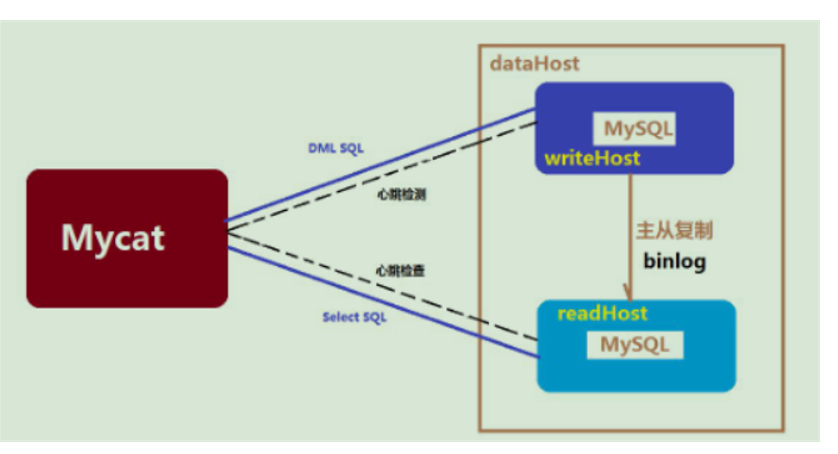 dataHost
MySQL
writeHost
DML SQL
心跳检测
Mycat
主从复制
binlog
心跳检查
Select SQL
readHost
MySQL